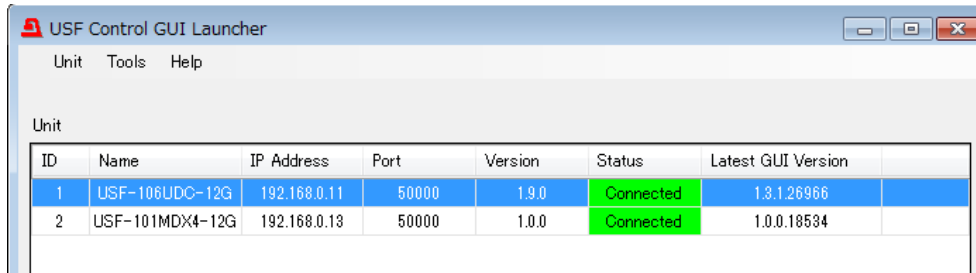 USF Control GUI Launcher
Unit Tools Help
Unit
ID Name IP Address Port Version Status Latest GUI Version
1 USF-106UDC-12G 192.168.0.11 50000 1.9.0 Connected 1.3.1.26966
2 USF-101MDX4-12G 192.168.0.13 50000 1.0.0 Connected 1.0.0.18534